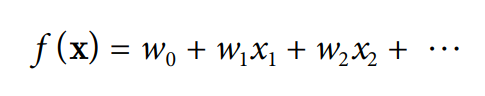 f(𝐱) = w₀ + w₁x₁ + w₂x₂ + ⋯